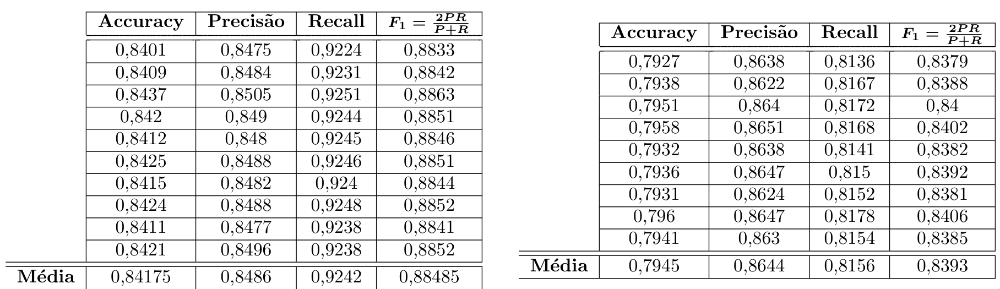 Accuracy Precisão Recall F₁ = 2PR/P+R
0,8401 0,8475 0,9224 0,8833
0,8409 0,8484 0,9231 0,8842
0,8437 0,8505 0,9251 0,8863
0,842 0,849 0,9244 0,8851
0,8412 0,848 0,9245 0,8846
0,8425 0,8488 0,9246 0,8851
0,8415 0,8482 0,924 0,8844
0,8424 0,8488 0,9248 0,8852
0,8411 0,8477 0,9238 0,8841
0,8421 0,8496 0,9238 0,8852
Média 0,84175 0,8486 0,9242 0,88485
Accuracy Precisão Recall F₁ = 2PR/P+R
0,7927 0,8638 0,8136 0,8379
0,7938 0,8622 0,8167 0,8388
0,7951 0,864 0,8172 0,84
0,7958 0,8651 0,8168 0,8402
0,7932 0,8638 0,8141 0,8382
0,7936 0,8647 0,815 0,8392
0,7931 0,8624 0,8152 0,8381
0,796 0,8647 0,8178 0,8406
0,7941 0,863 0,8154 0,8385
Média 0,7945 0,8644 0,8156 0,8393